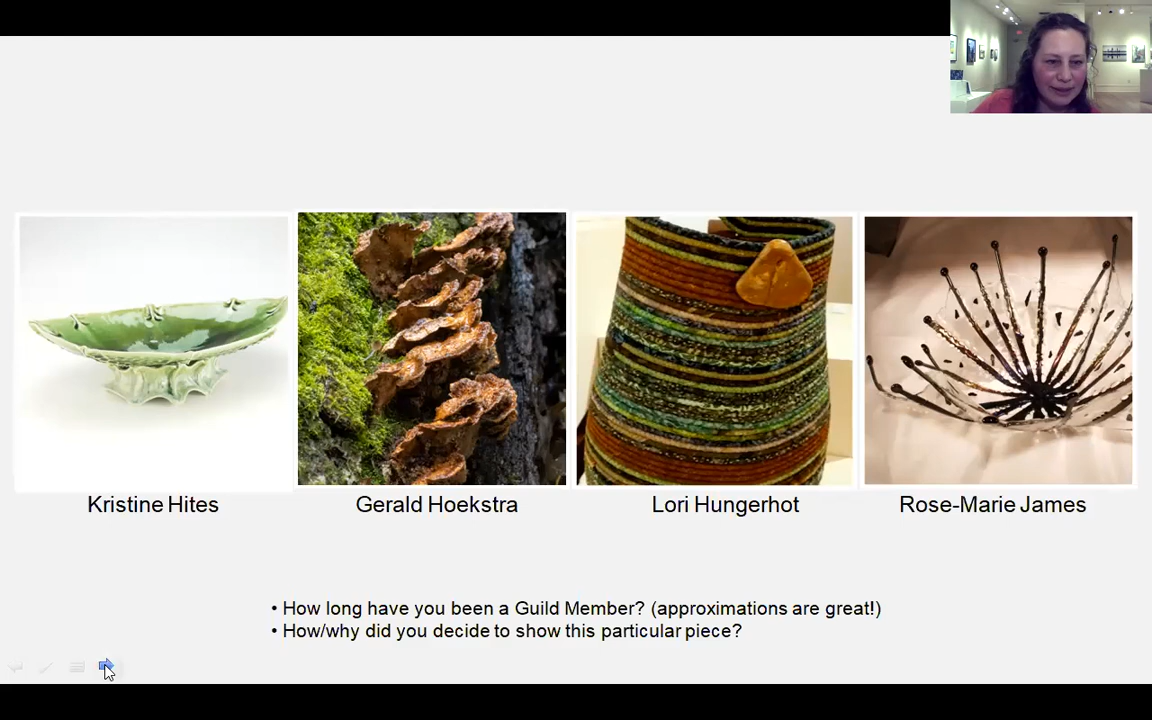 Kristine Hites
Gerald Hoekstra
Lori Hungerhot
Rose-Marie James
• How long have you been a Guild Member? (approximations are great!)
• How/why did you decide to show this particular piece?